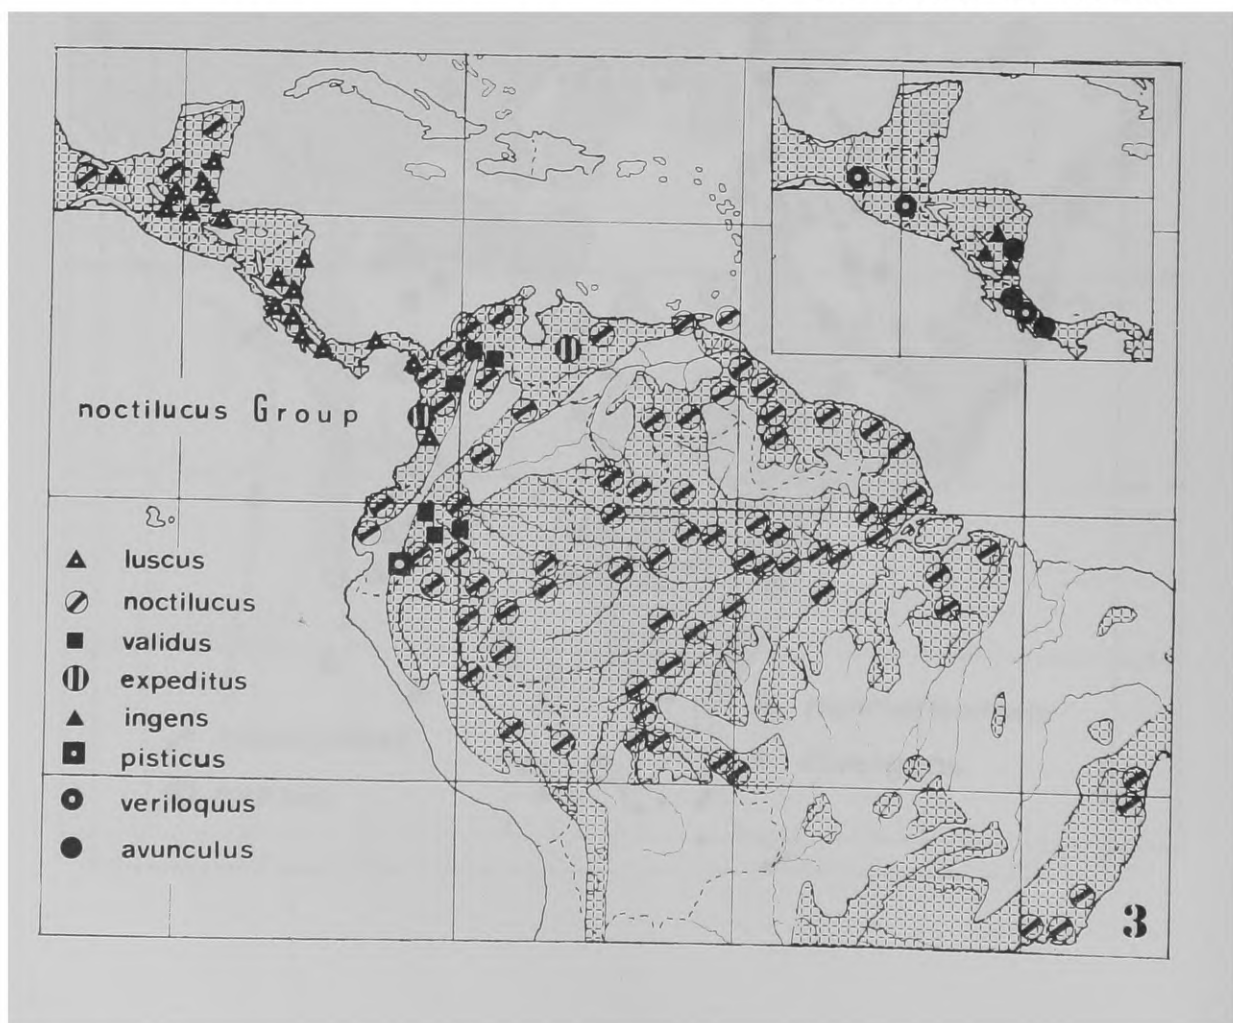 noctilucus Group
luscus
noctilucus
validus
expeditus
ingens
pisticus
veriloquus
avunculus
3